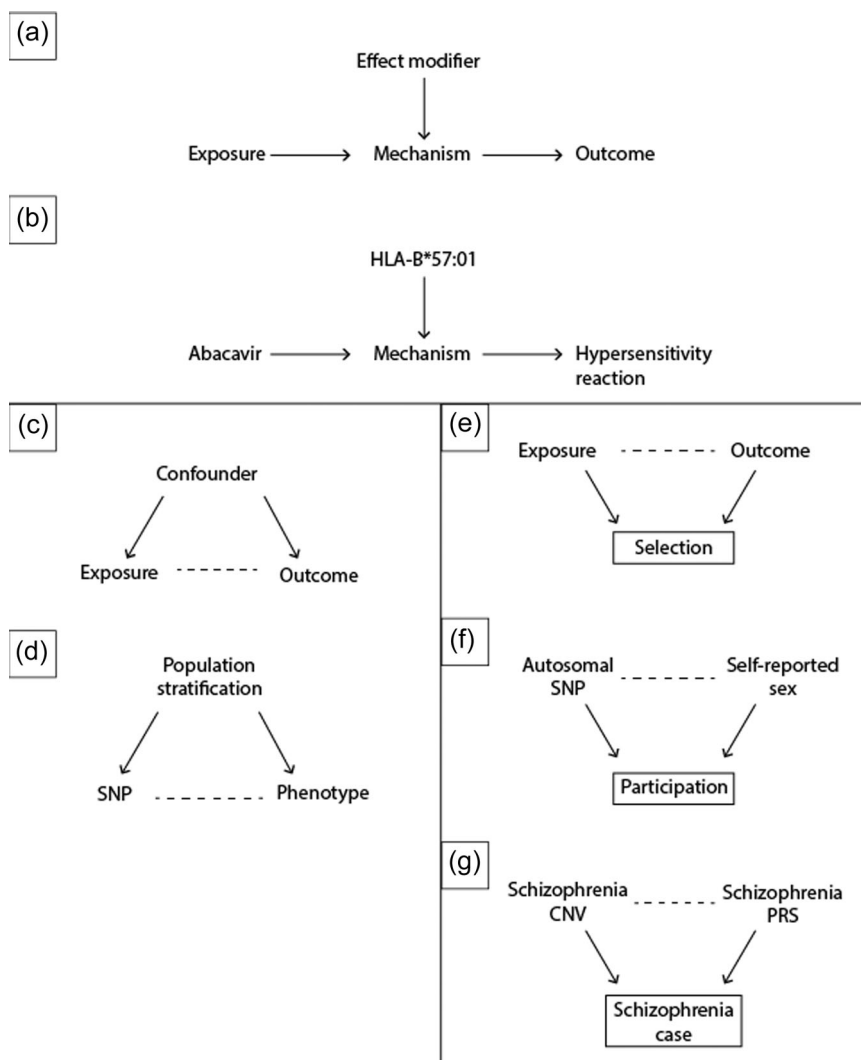 (a)
Effect modifier
Exposure Mechanism Outcome
(b)
HLA-B*57:01
Abacavir Mechanism Hypersensitivity
reaction
(c)
Confounder
Exposure Outcome
(d)
Population
stratification
SNP Phenotype
(e)
Exposure Outcome
Selection
(f)
Autosomal Self-reported
SNP sex
Participation
(g)
Schizophrenia Schizophrenia
CNV PRS
Schizophrenia
case